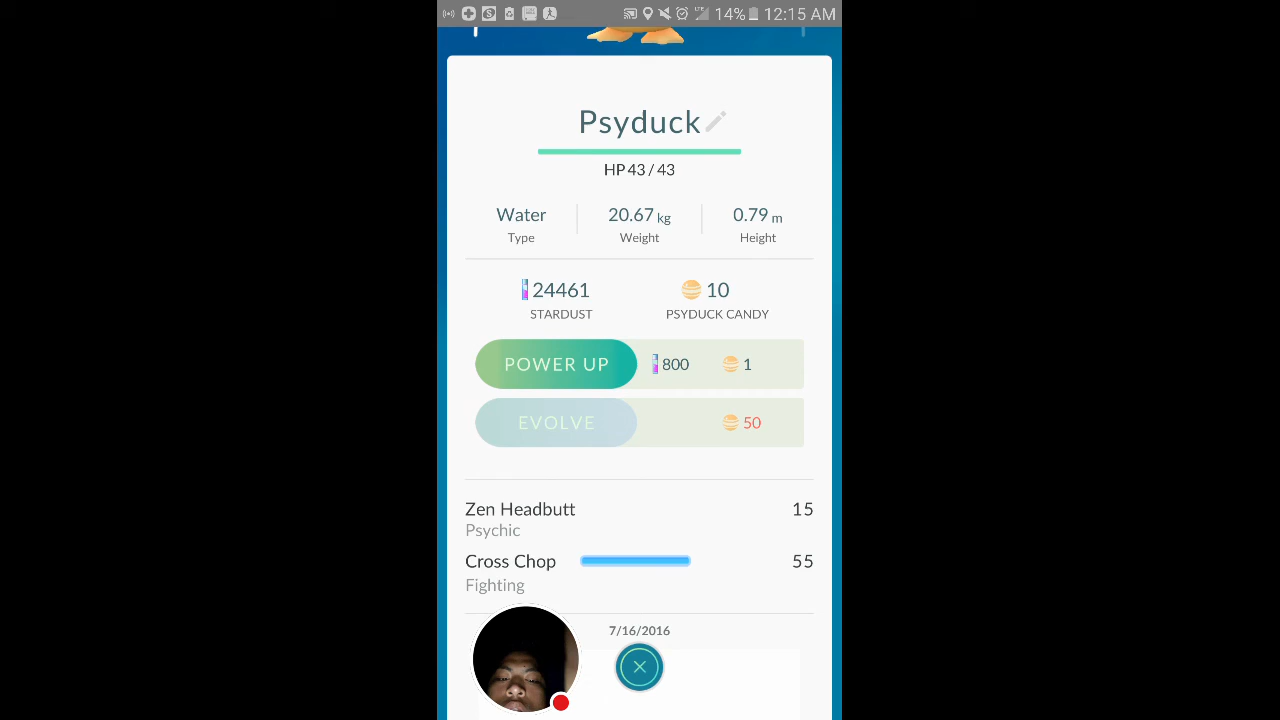 LTE 14% 12:15 AM
Psyduck
HP 43 / 43
Water 20.67 kg 0.79 m
Type Weight Height
24461 10
STARDUST PSYDUCK CANDY
POWER UP 800 1
EVOLVE 50
Zen Headbutt 15
Psychic
Cross Chop 55
Fighting
7/16/2016